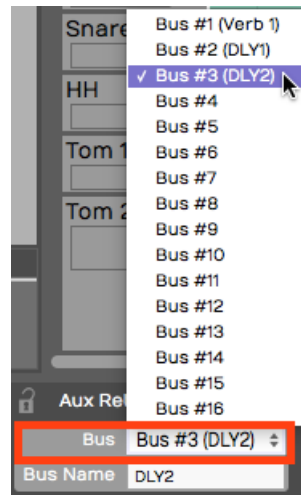 Snare
HH
Tom 1
Tom 2
Bus #1 (Verb 1)
Bus #2 (DLY1)
✓ Bus #3 (DLY2)
Bus #4
Bus #5
Bus #6
Bus #7
Bus #8
Bus #9
Bus #10
Bus #11
Bus #12
Bus #13
Bus #14
Bus #15
Bus #16
Aux Re
Bus Bus #3 (DLY2)
Bus Name DLY2